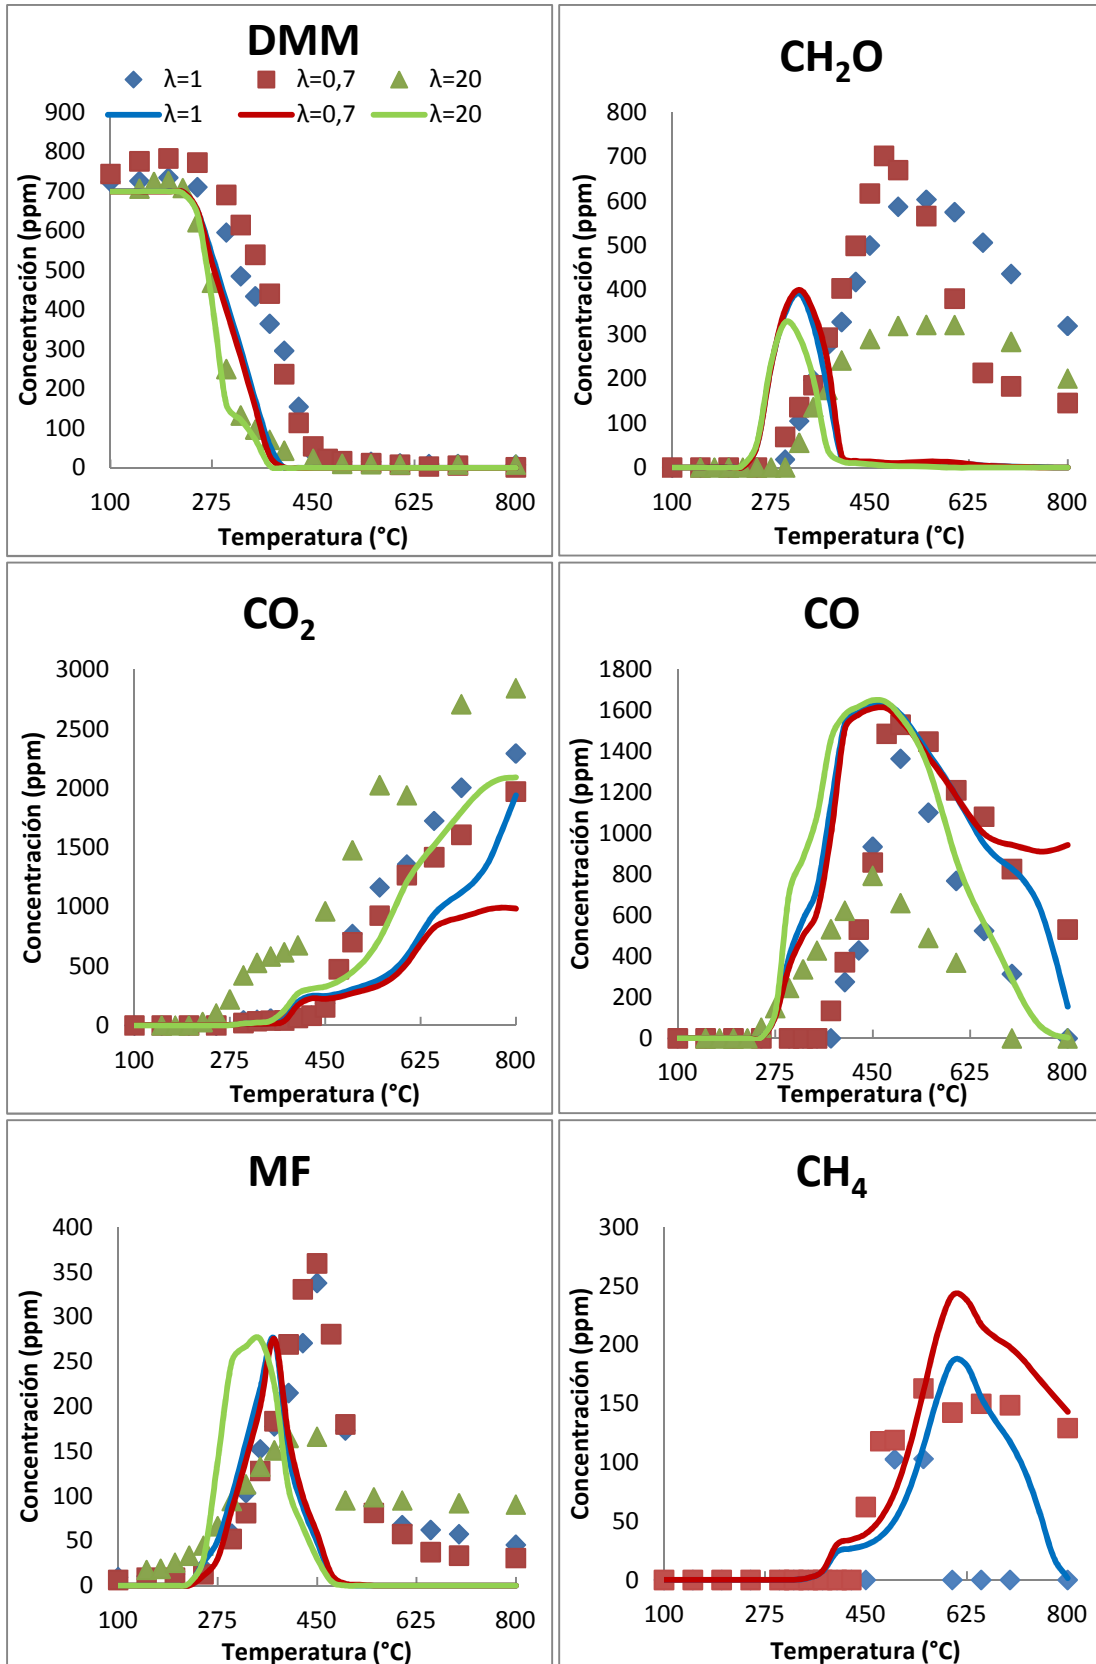 DMM
λ=1 λ=0,7 λ=20
λ=1 λ=0,7 λ=20
900
800
700
600
500
400
300
200
100
0
Concentración (ppm)
100 275 450 625 800
Temperatura (°C)
CH₂O
800
700
600
500
400
300
200
100
0
Concentración (ppm)
100 275 450 625 800
Temperatura (°C)
CO₂
3000
2500
2000
1500
1000
500
0
Concentración (ppm)
100 275 450 625 800
Temperatura (°C)
CO
1800
1600
1400
1200
1000
800
600
400
200
0
Concentración (ppm)
100 275 450 625 800
Temperatura (°C)
MF
400
350
300
250
200
150
100
50
0
Concentración (ppm)
100 275 450 625 800
Temperatura (°C)
CH₄
300
250
200
150
100
50
0
Concentración (ppm)
100 275 450 625 800
Temperatura (°C)